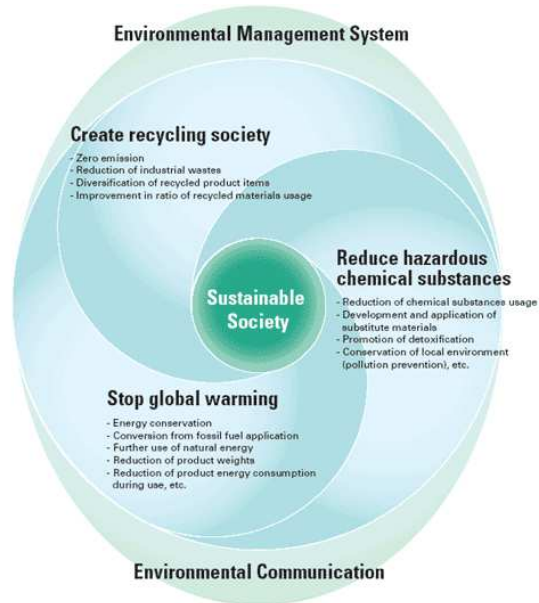 Environmental Management System
Create recycling society
- Zero emission
- Reduction of industrial wastes
- Diversification of recycled product items
- Improvement in ratio of recycled materials usage
Reduce hazardous
chemical substances
- Reduction of chemical substances usage
- Development and application of
substitute materials
- Promotion of detoxification
- Conservation of local environment
(pollution prevention), etc.
Sustainable
Society
Stop global warming
- Energy conservation
- Conversion from fossil fuel application
- Further use of natural energy
- Reduction of product weights
- Reduction of product energy consumption
during use, etc.
Environmental Communication